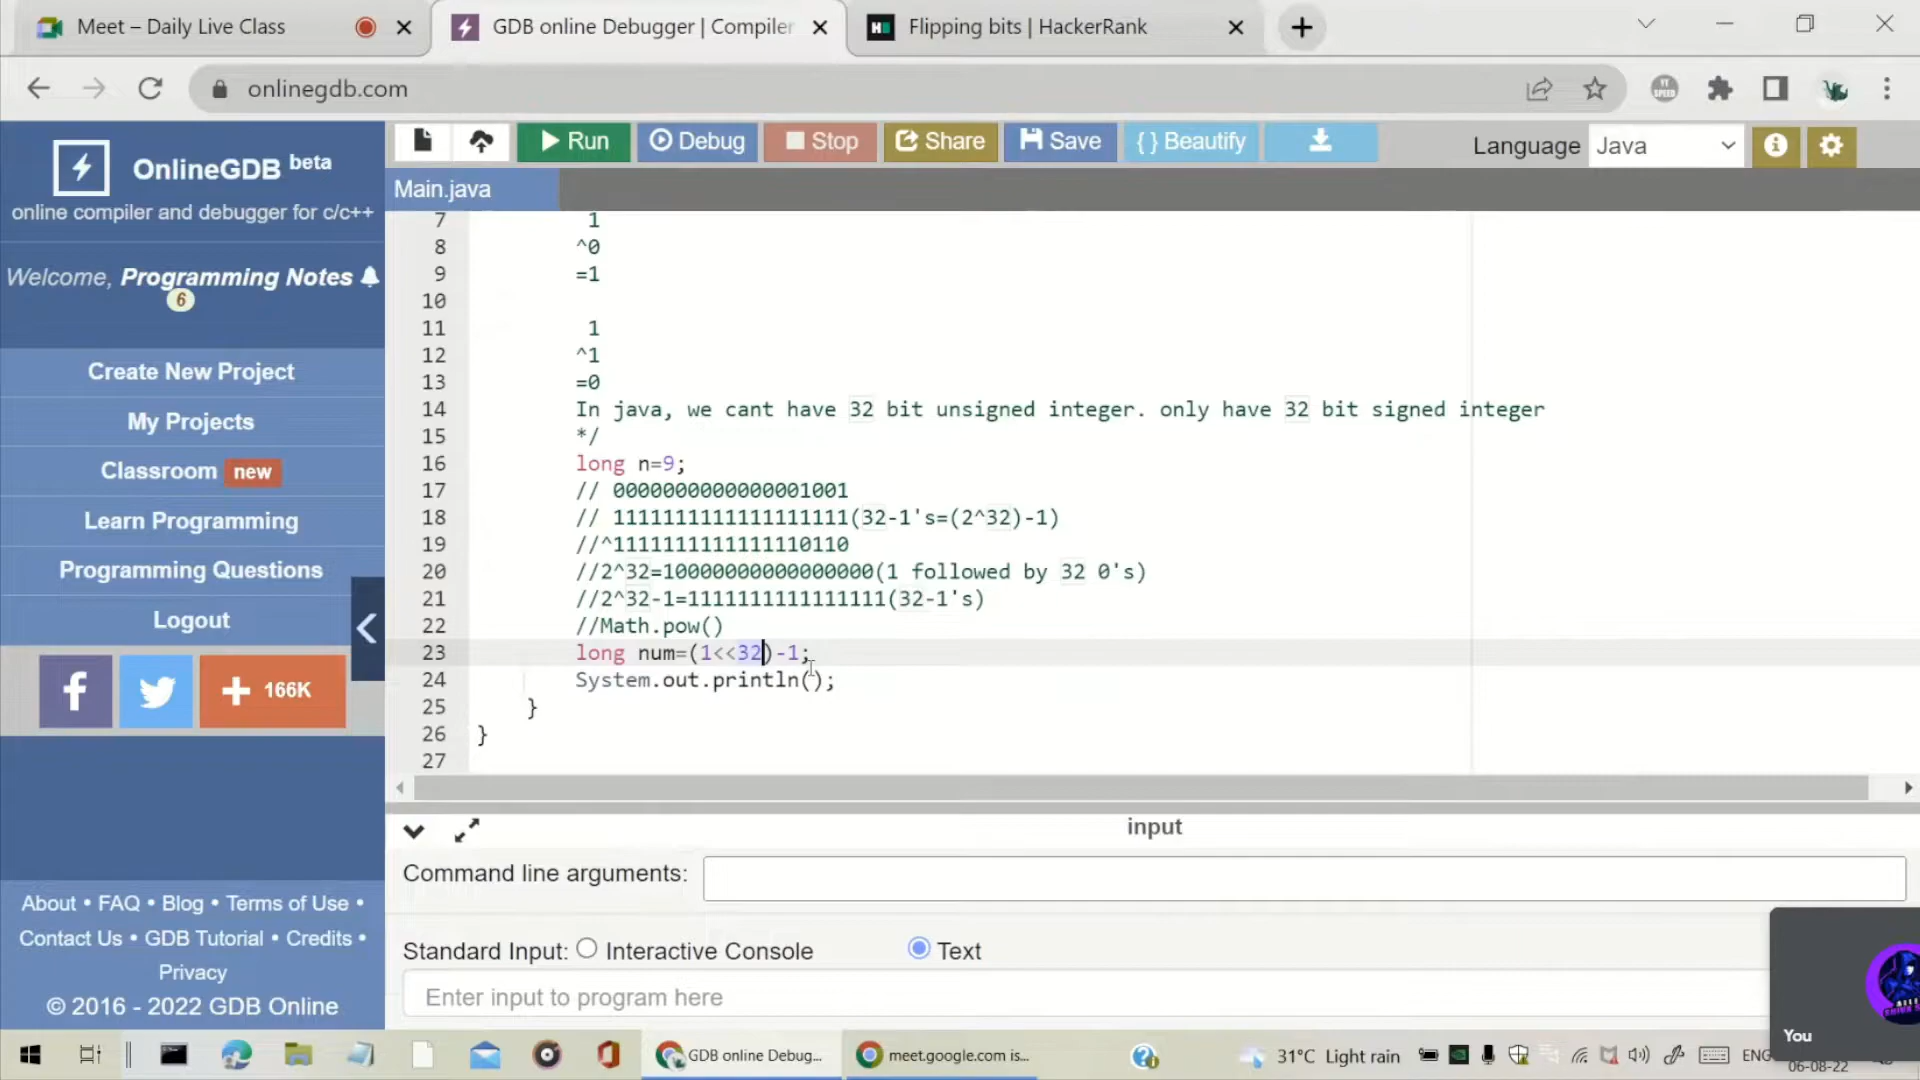 Meet – Daily Live Class
GDB online Debugger | Compiler
Flipping bits | HackerRank
onlinegdb.com
OnlineGDB beta
online compiler and debugger for c/c++
Welcome, Programming Notes
6
Create New Project
My Projects
Classroom new
Learn Programming
Programming Questions
Logout
166K
About • FAQ • Blog • Terms of Use •
Contact Us • GDB Tutorial • Credits •
Privacy
© 2016 - 2022 GDB Online
Run
Debug
Stop
Share
Save
{ } Beautify
Language Java
Main.java
7 1
8 ^0
9 =1
10
11 1
12 ^1
13 =0
14 In java, we cant have 32 bit unsigned integer. only have 32 bit signed integer
15 */
16 long n=9;
17 // 0000000000000001001
18 // 1111111111111111111(32-1's=(2^32)-1)
19 //^1111111111111110110
20 //2^32=10000000000000000(1 followed by 32 0's)
21 //2^32-1=1111111111111111(32-1's)
22 //Math.pow()
23 long num=(1<<32)-1;
24 System.out.println();
25 }
26 }
27
input
Command line arguments:
Standard Input: Interactive Console Text
Enter input to program here
You
GDB online Debug...
meet.google.com is...
31°C Light rain
ENG
06-08-22